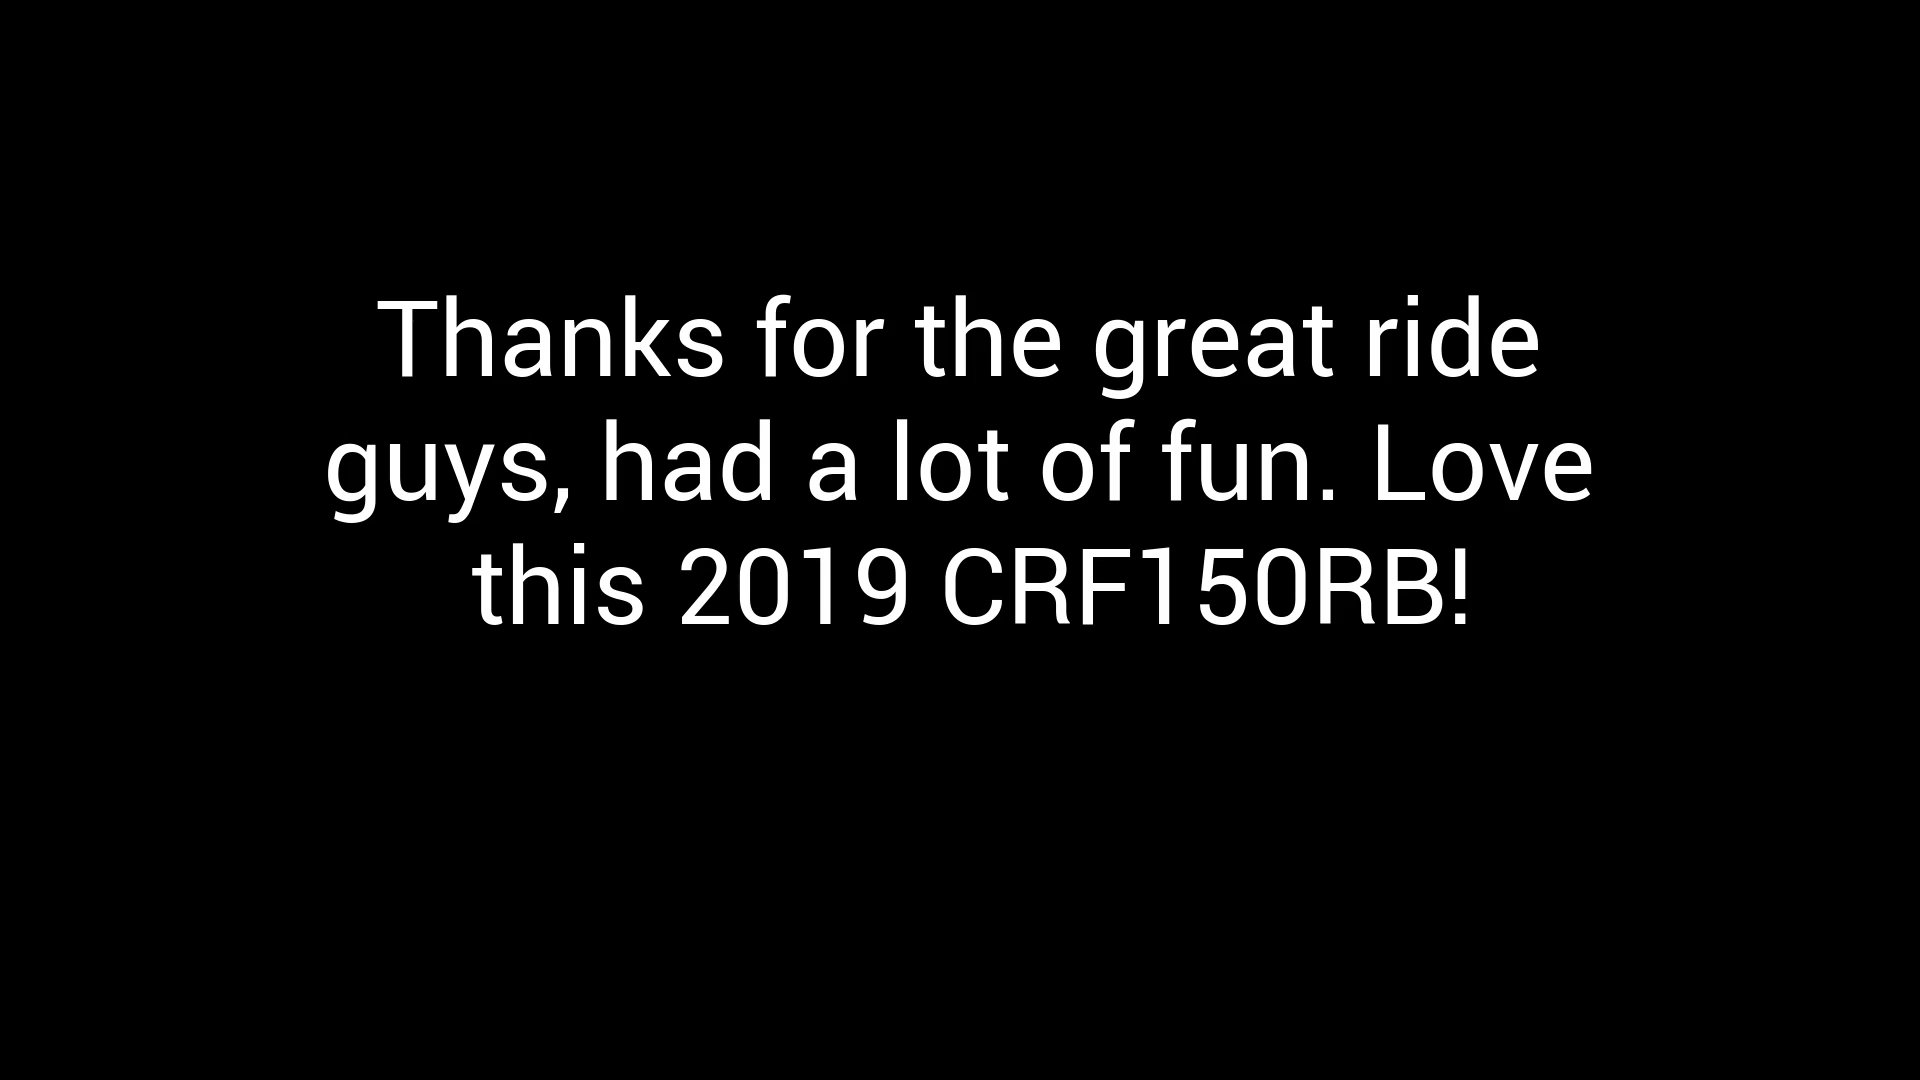 Thanks for the great ride
guys, had a lot of fun. Love
this 2019 CRF150RB!